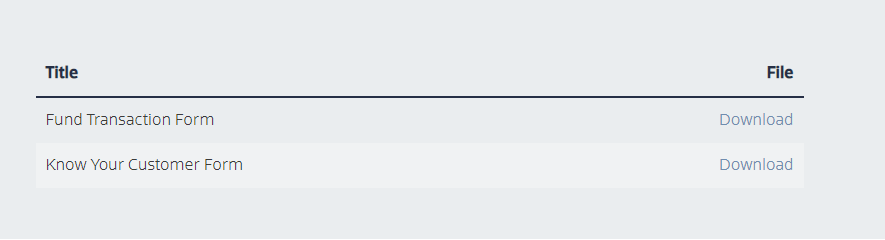 Title File
Fund Transaction Form Download
Know Your Customer Form Download